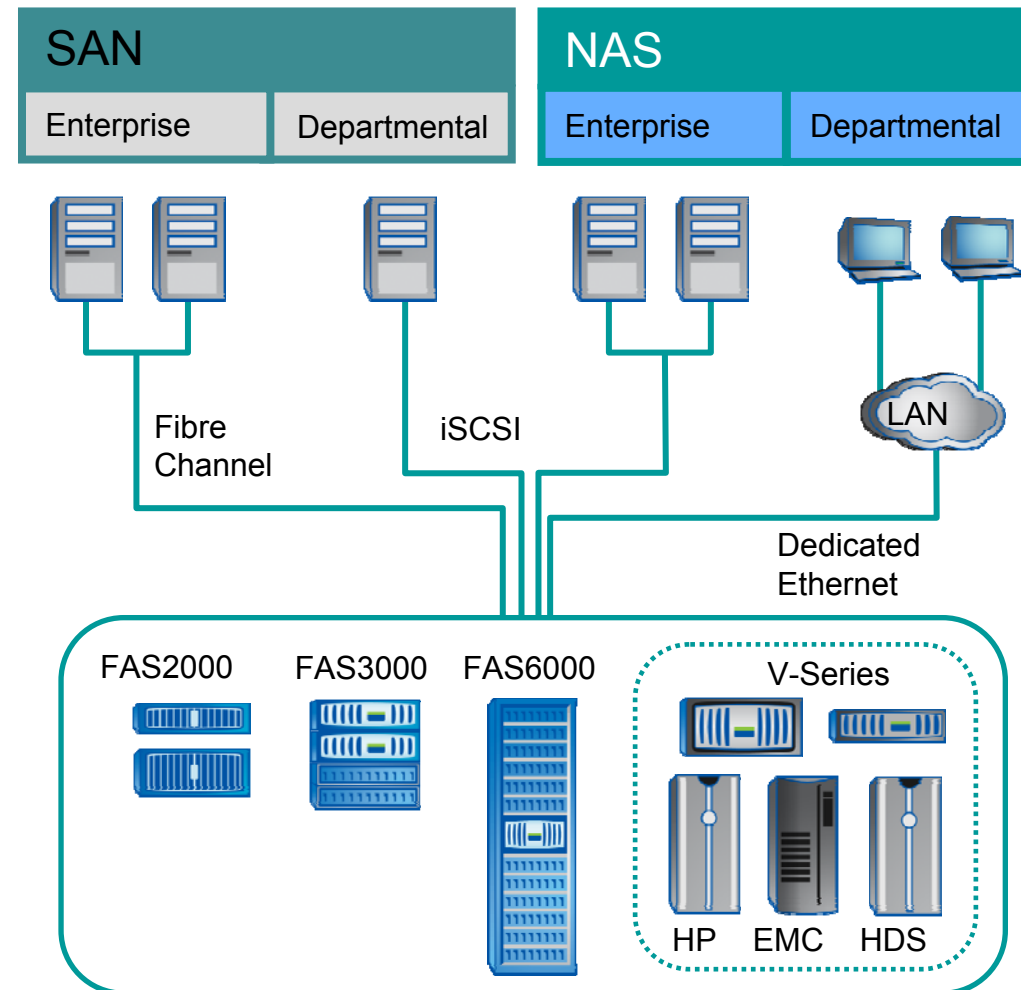 SAN
NAS
Enterprise
Departmental
Enterprise
Departmental
Fibre
Channel
iSCSI
LAN
Dedicated
Ethernet
FAS2000
FAS3000
FAS6000
V-Series
HP
EMC
HDS